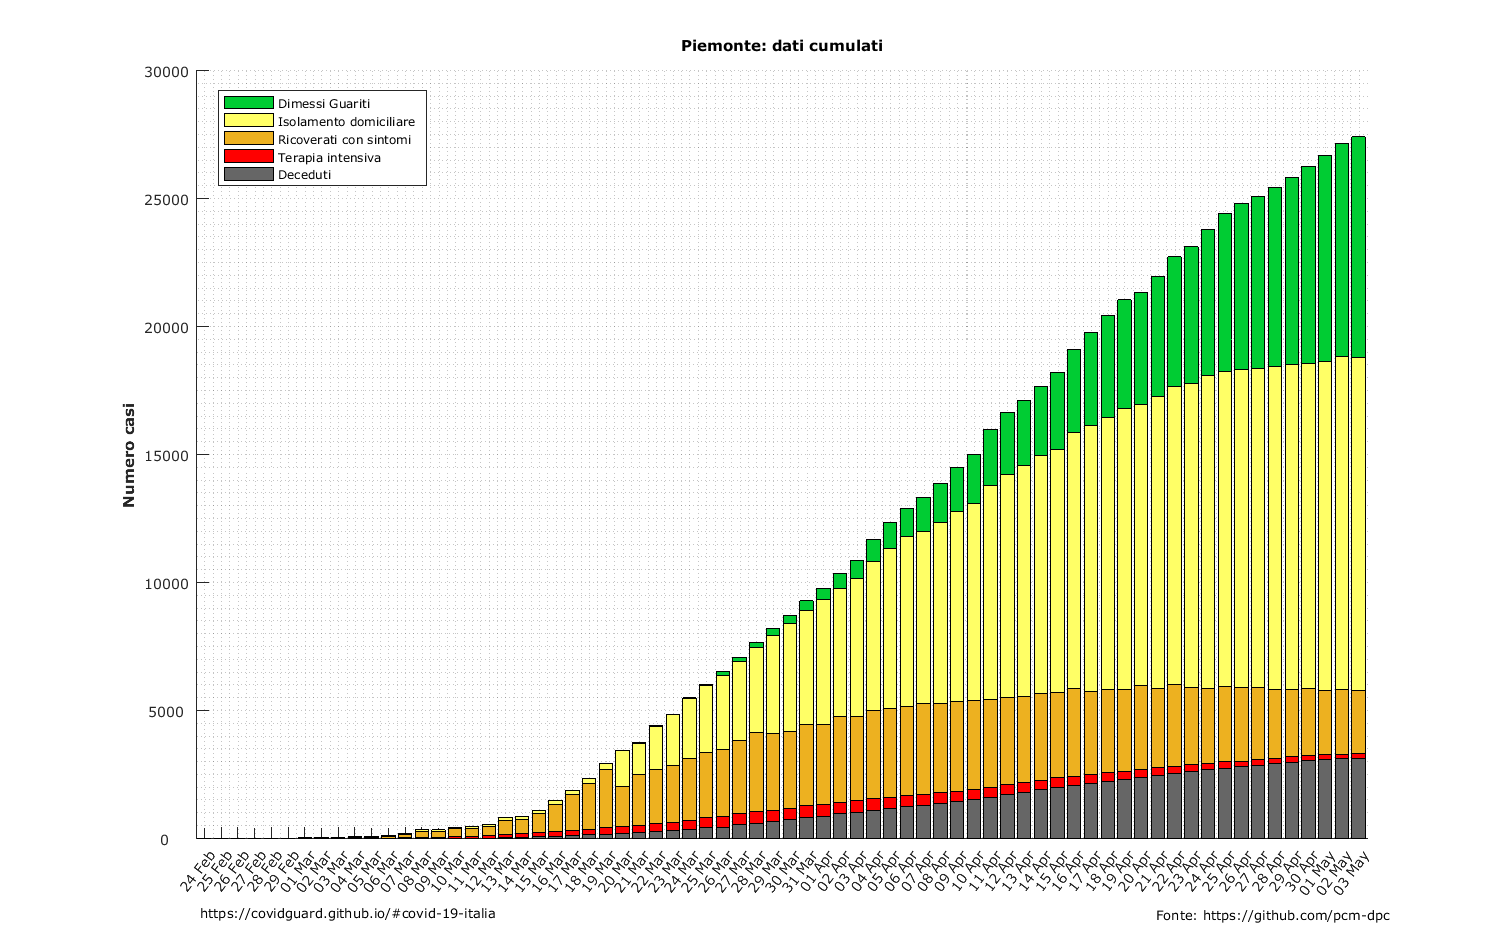 Piemonte: dati cumulati
30000
25000
20000
15000
10000
5000
0
Numero casi
Dimessi Guariti
Isolamento domiciliare
Ricoverati con sintomi
Terapia intensiva
Deceduti
24 Feb
25 Feb
26 Feb
27 Feb
28 Feb
29 Feb
01 Mar
02 Mar
03 Mar
04 Mar
05 Mar
06 Mar
07 Mar
08 Mar
09 Mar
10 Mar
11 Mar
12 Mar
13 Mar
14 Mar
15 Mar
16 Mar
17 Mar
18 Mar
19 Mar
20 Mar
21 Mar
22 Mar
23 Mar
24 Mar
25 Mar
26 Mar
27 Mar
28 Mar
29 Mar
30 Mar
31 Mar
01 Apr
02 Apr
03 Apr
04 Apr
05 Apr
06 Apr
07 Apr
08 Apr
09 Apr
10 Apr
11 Apr
12 Apr
13 Apr
14 Apr
15 Apr
16 Apr
17 Apr
18 Apr
19 Apr
20 Apr
21 Apr
22 Apr
23 Apr
24 Apr
25 Apr
26 Apr
27 Apr
28 Apr
29 Apr
30 Apr
01 May
02 May
03 May
https://covidguard.github.io/#covid-19-italia
Fonte: https://github.com/pcm-dpc